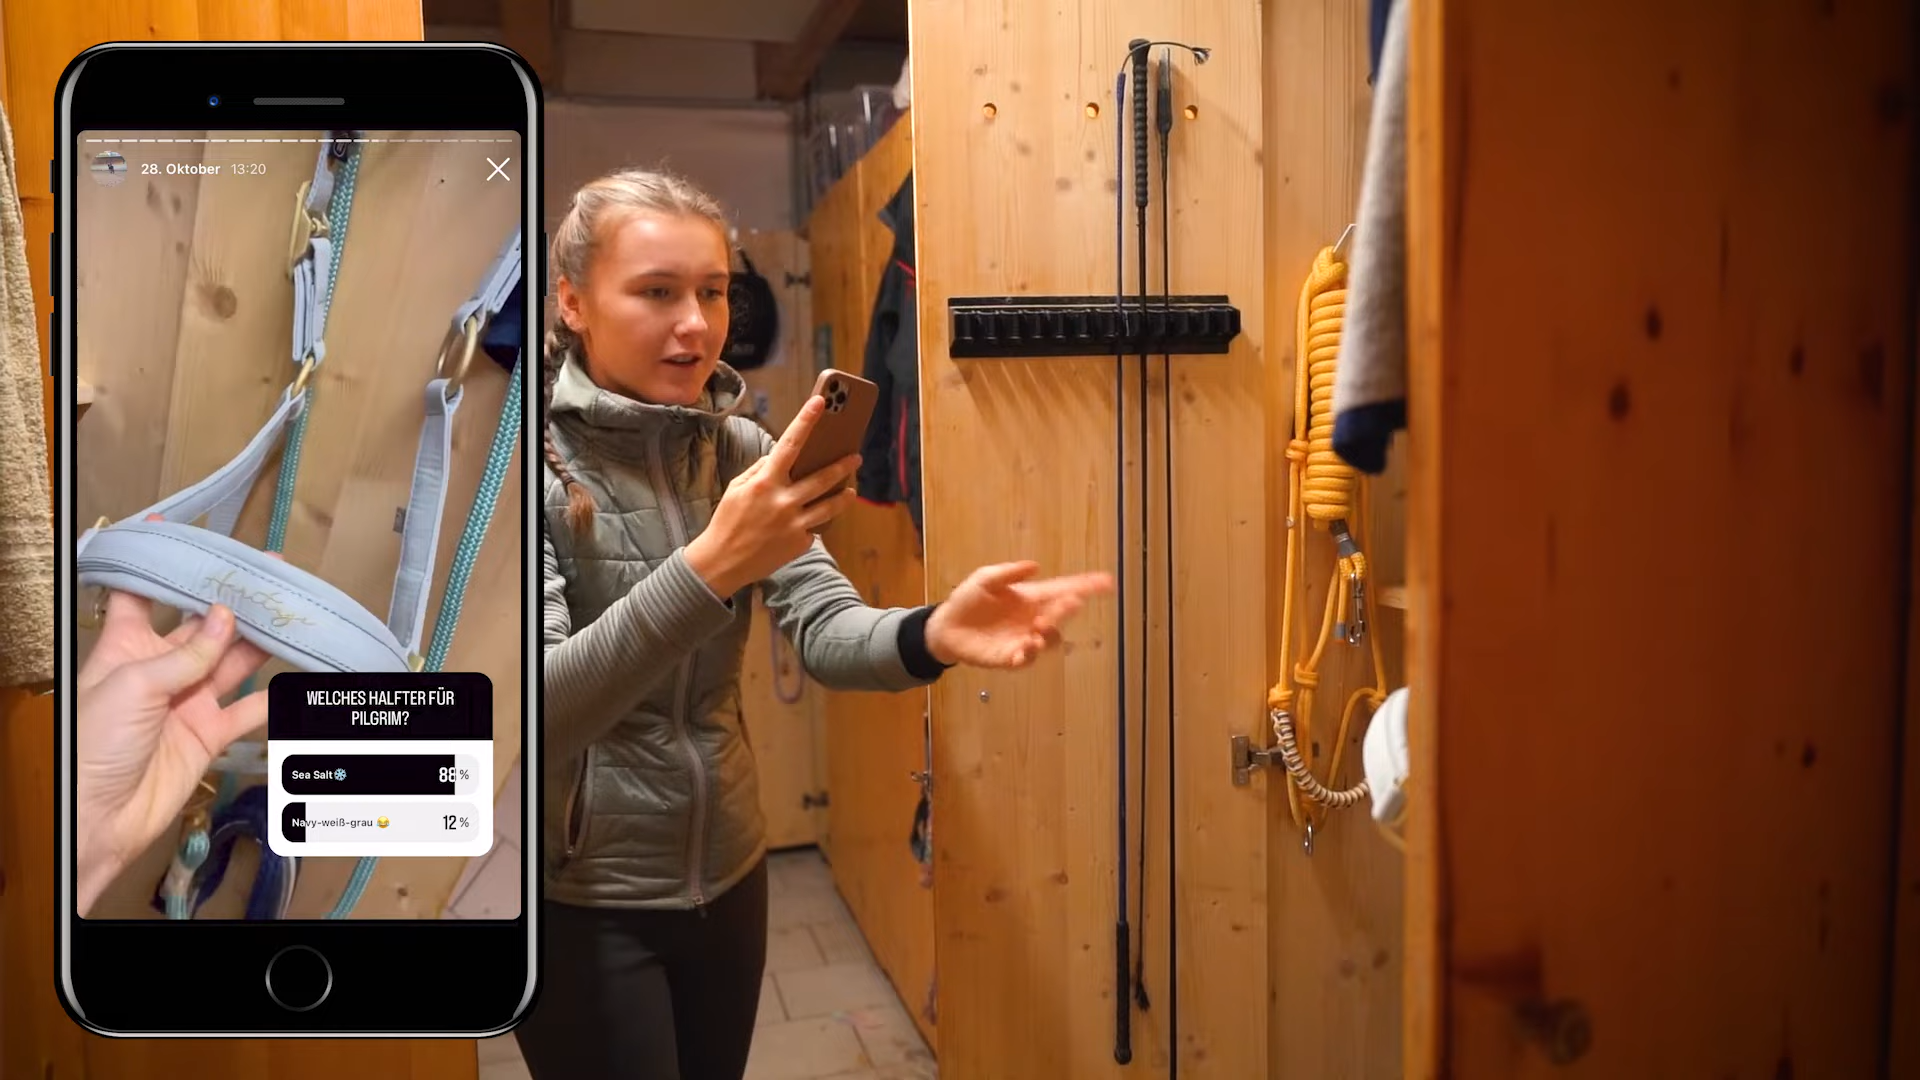 28. Oktober 13:20
WELCHES HALFTER FÜR
PILGRIM?
Sea Salt❄️ 88%
Navy-weiß-grau 😂 12%